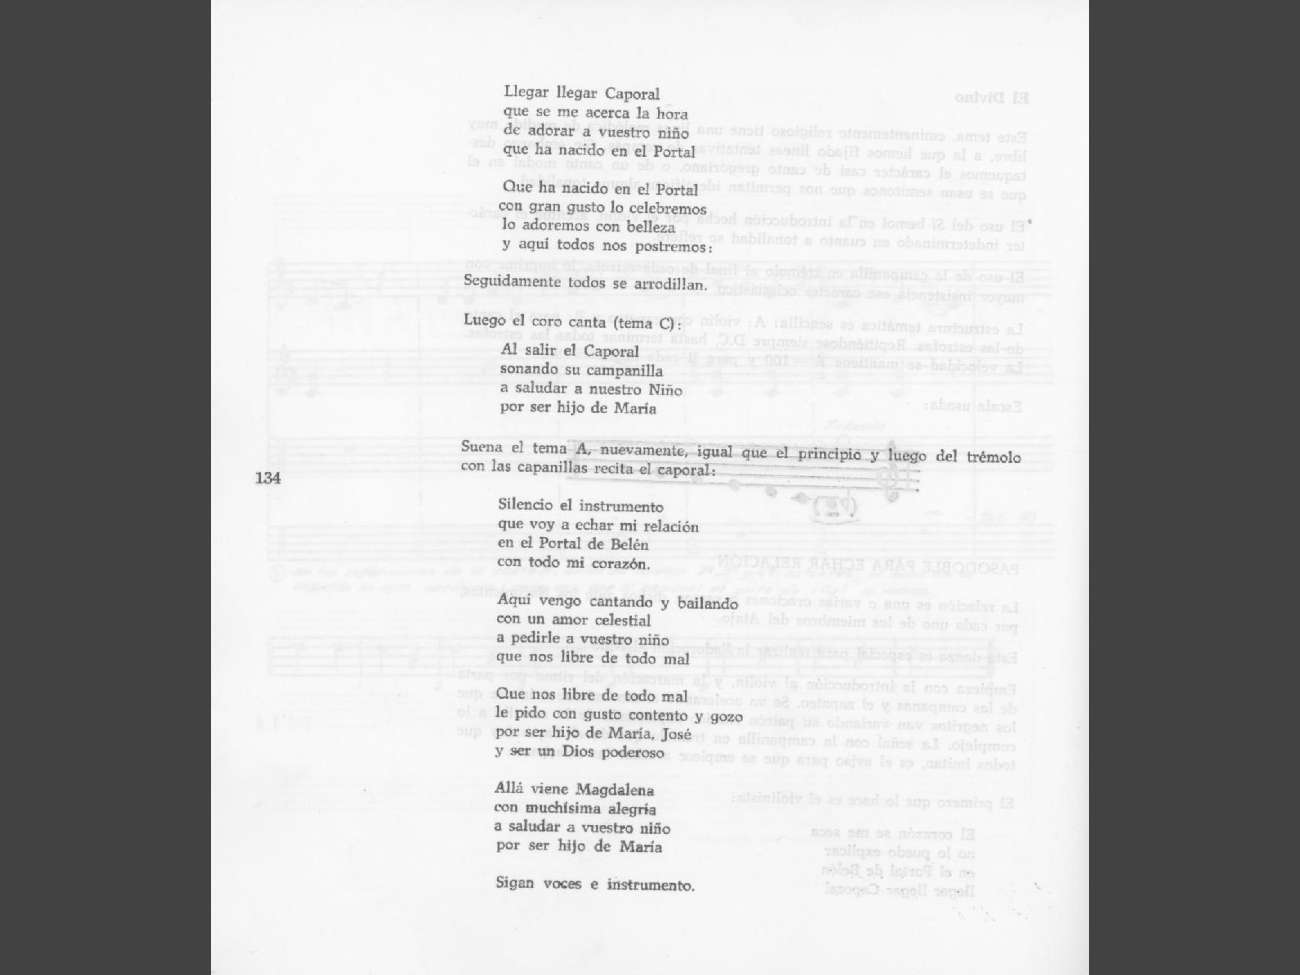 Llegar llegar Caporal
que se me acerca la hora
de adorar a vuestro niño
que ha nacido en el Portal
Que ha nacido en el Portal
con gran gusto lo celebremos
lo adoremos con belleza
y aquí todos nos postremos:
Seguidamente todos se arrodillan.
Luego el coro canta (tema C):
Al salir el Caporal
sonando su campanilla
a saludar a nuestro Niño
por ser hijo de María
Suena el tema A, nuevamente, igual que el principio y luego del trémolo
con las capanillas recita el caporal:
134
Silencio el instrumento
que voy a echar mi relación
en el Portal de Belén
con todo mi corazón.
Aquí vengo cantando y bailando
con un amor celestial
a pedirle a vuestro niño
que nos libre de todo mal
Que nos libre de todo mal
le pido con gusto contento y gozo
por ser hijo de María, José
y ser un Dios poderoso
Allá viene Magdalena
con muchísima alegría
a saludar a vuestro niño
por ser hijo de María
Sigan voces e instrumento.